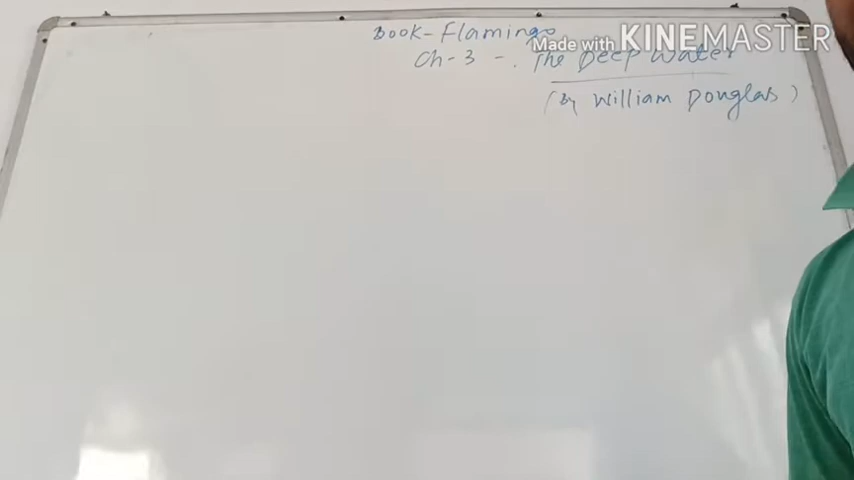 Book-Flamingo
Made with KINEMASTER
Ch-3 - . The Deep Water
(By William Douglas)